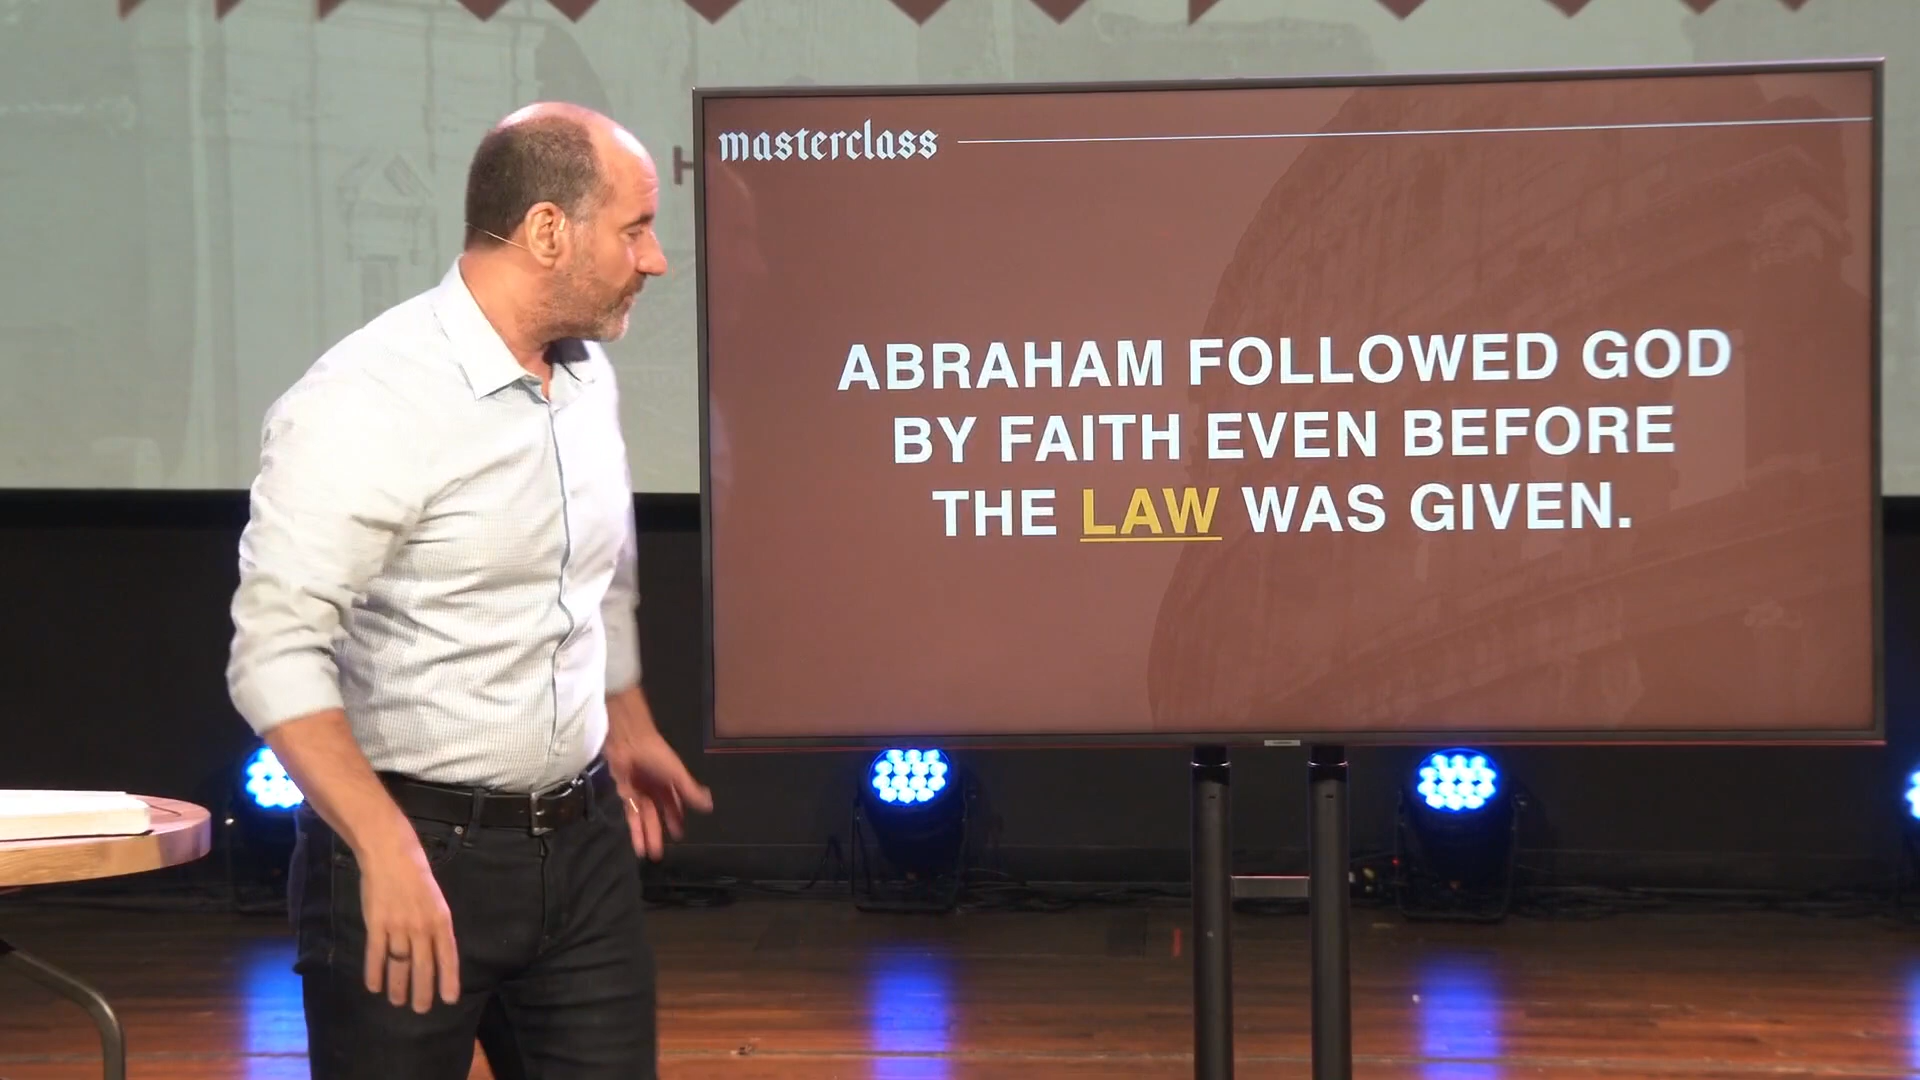 masterclass
ABRAHAM FOLLOWED GOD
BY FAITH EVEN BEFORE
THE LAW WAS GIVEN.